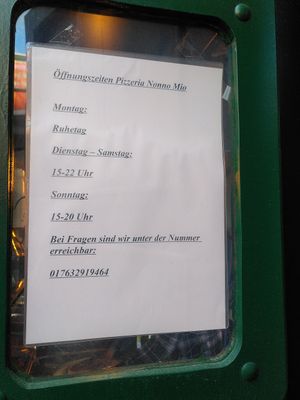 Öffnungszeiten Pizzeria Nonno Mio
Montag:
Ruhetag
Dienstag – Samstag:
15-22 Uhr
Sonntag:
15-20 Uhr
Bei Fragen sind wir unter der Nummer
erreichbar:
017632919464